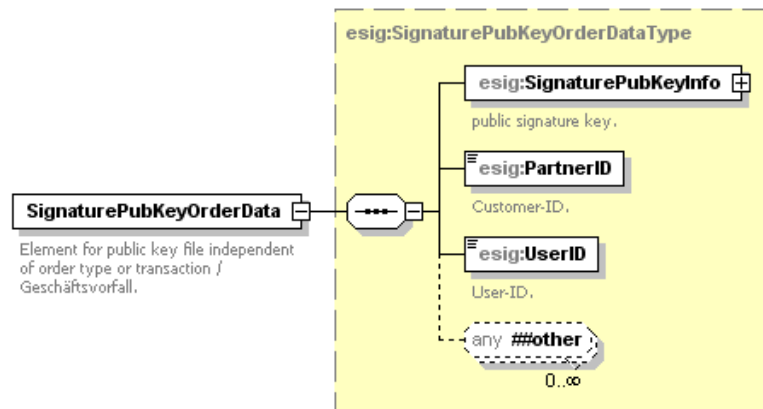 esig:SignaturePubKeyOrderDataType
esig:SignaturePubKeyInfo
public signature key.
esig:PartnerID
Customer-ID.
SignaturePubKeyOrderData
Element for public key file independent
of order type or transaction /
Geschäftsvorfall.
esig:UserID
User-ID.
any ##other
0..∞